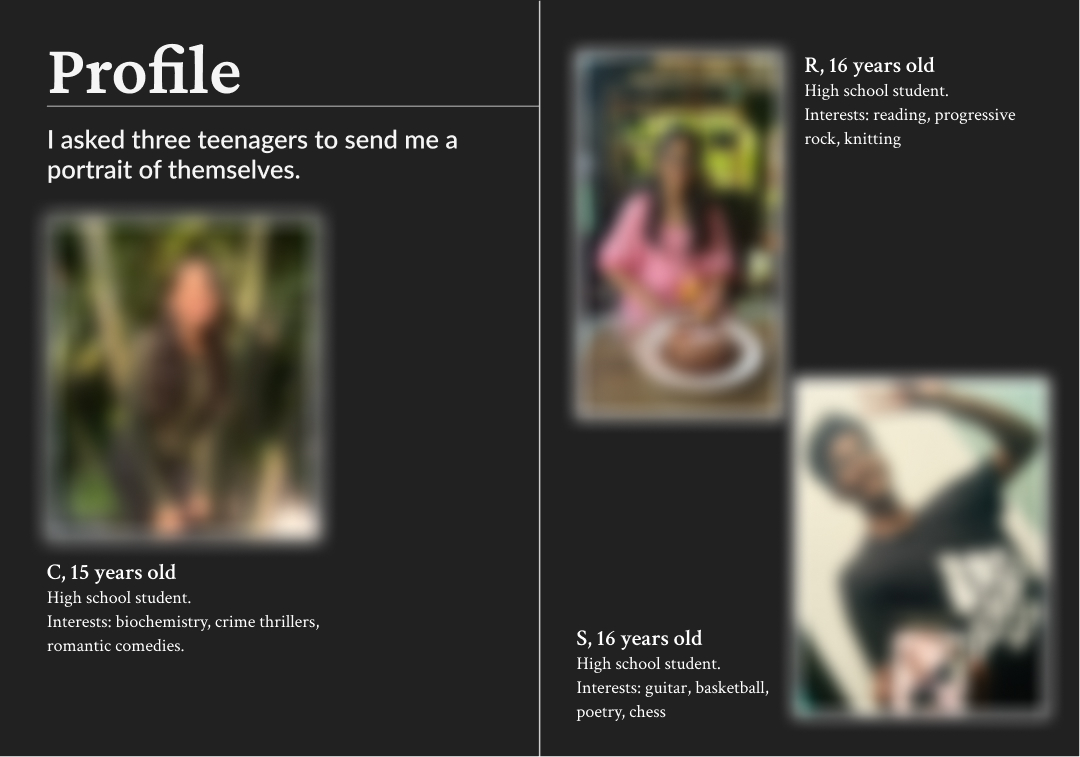 Profile
I asked three teenagers to send me a
portrait of themselves.
C, 15 years old
High school student.
Interests: biochemistry, crime thrillers,
romantic comedies.
R, 16 years old
High school student.
Interests: reading, progressive
rock, knitting
S, 16 years old
High school student.
Interests: guitar, basketball,
poetry, chess